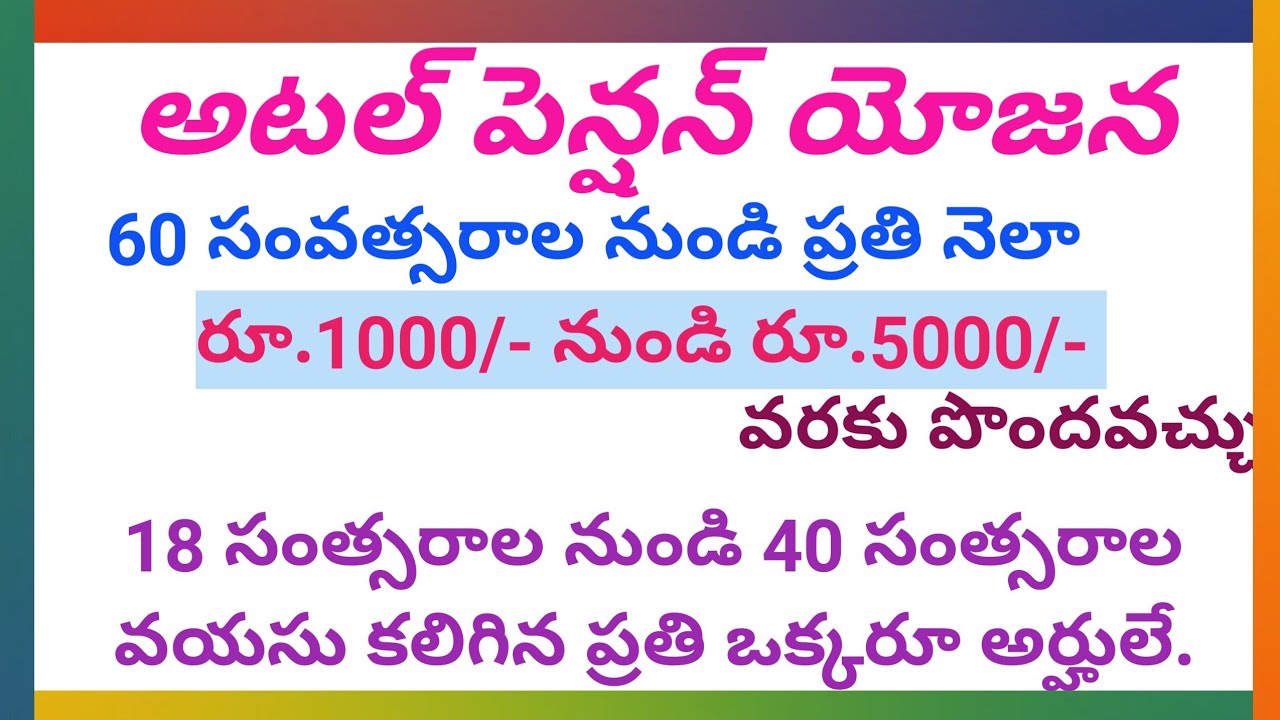 అటల్ పెన్షన్ యోజన
60 సంవత్సరాల నుండి ప్రతి నెలా
రూ.1000/- నుండి రూ.5000/-
వరకు పొందవచ్చు
18 సంత్సరాల నుండి 40 సంత్సరాల
వయసు కలిగిన ప్రతి ఒక్కరూ అర్హులే.